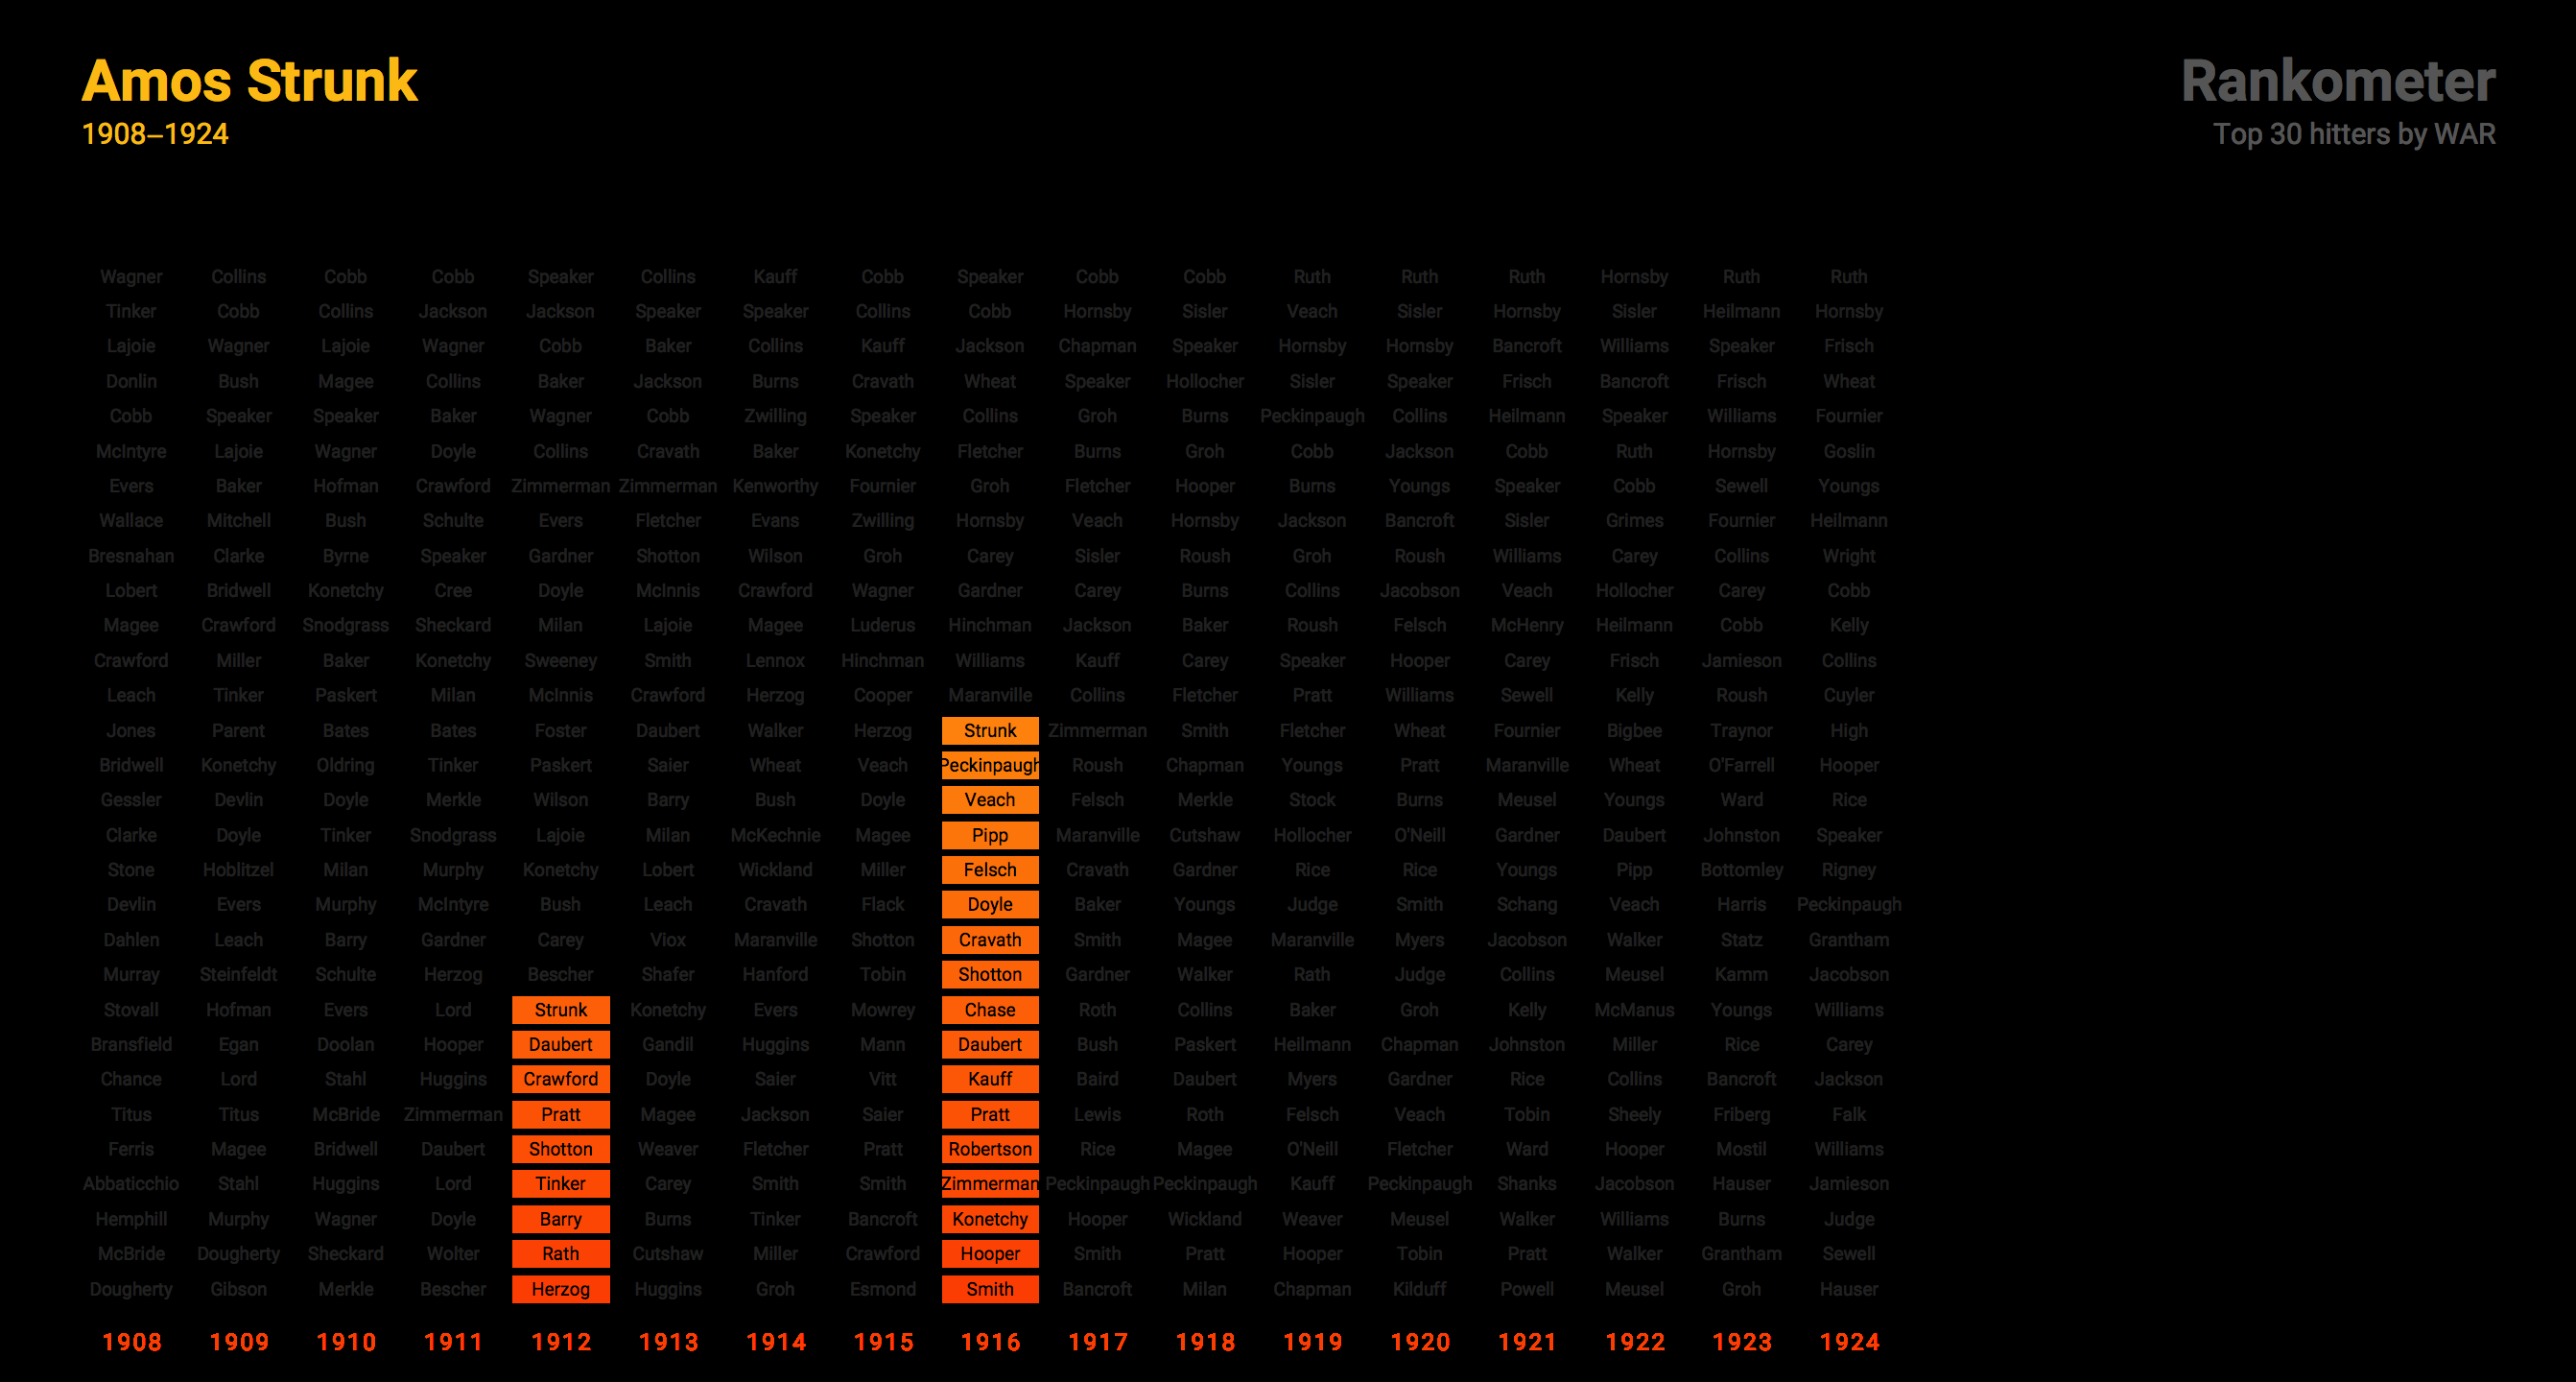 Amos Strunk
1908–1924
Rankometer
Top 30 hitters by WAR
Wagner Collins Cobb Cobb Speaker Collins Kauff Cobb Speaker Cobb Cobb Ruth Ruth Ruth Hornsby Ruth Ruth
Tinker Cobb Collins Jackson Jackson Speaker Speaker Collins Cobb Hornsby Sisler Veach Sisler Hornsby Sisler Heilmann Hornsby
Lajoie Wagner Lajoie Wagner Cobb Baker Collins Kauff Jackson Chapman Speaker Hornsby Hornsby Bancroft Williams Speaker Frisch
Donlin Bush Magee Collins Baker Jackson Burns Cravath Wheat Speaker Hollocher Sisler Speaker Frisch Bancroft Frisch Wheat
Cobb Speaker Speaker Baker Wagner Cobb Zwilling Speaker Collins Groh Burns Peckinpaugh Collins Heilmann Speaker Williams Fournier
McIntyre Lajoie Wagner Doyle Collins Cravath Baker Konetchy Fletcher Burns Groh Cobb Jackson Cobb Ruth Hornsby Goslin
Evers Baker Hofman Crawford Zimmerman Zimmerman Kenworthy Fournier Groh Fletcher Hooper Burns Youngs Speaker Cobb Sewell Youngs
Wallace Mitchell Bush Schulte Evers Fletcher Evans Zwilling Hornsby Veach Hornsby Jackson Bancroft Sisler Grimes Fournier Heilmann
Bresnahan Clarke Byrne Speaker Gardner Shotton Wilson Groh Carey Sisler Roush Groh Roush Williams Carey Collins Wright
Lobert Bridwell Konetchy Cree Doyle McInnis Crawford Wagner Gardner Carey Burns Collins Jacobson Veach Hollocher Carey Cobb
Magee Crawford Snodgrass Sheckard Milan Lajoie Magee Luderus Hinchman Jackson Baker Roush Felsch McHenry Heilmann Cobb Kelly
Crawford Miller Baker Konetchy Sweeney Smith Lennox Hinchman Williams Kauff Carey Speaker Hooper Carey Frisch Jamieson Collins
Leach Tinker Paskert Milan McInnis Crawford Herzog Cooper Maranville Collins Fletcher Pratt Williams Sewell Kelly Roush Cuyler
Jones Parent Bates Bates Foster Daubert Walker Herzog Strunk Zimmerman Smith Fletcher Wheat Fournier Bigbee Traynor High
Bridwell Konetchy Oldring Tinker Paskert Saier Wheat Veach Peckinpaugh Roush Chapman Youngs Pratt Maranville Wheat O'Farrell Hooper
Gessler Devlin Doyle Merkle Wilson Barry Bush Doyle Veach Felsch Merkle Stock Burns Meusel Youngs Ward Rice
Clarke Doyle Tinker Snodgrass Lajoie Milan McKechnie Magee Pipp Maranville Cutshaw Hollocher O'Neill Gardner Daubert Johnston Speaker
Stone Hoblitzel Milan Murphy Konetchy Lobert Wickland Miller Felsch Cravath Gardner Rice Rice Youngs Pipp Bottomley Rigney
Devlin Evers Murphy McIntyre Bush Leach Cravath Flack Doyle Baker Youngs Judge Smith Schang Veach Harris Peckinpaugh
Dahlen Leach Barry Gardner Carey Viox Maranville Shotton Cravath Smith Magee Maranville Myers Jacobson Walker Statz Grantham
Murray Steinfeldt Schulte Herzog Bescher Shafer Hanford Tobin Shotton Gardner Walker Rath Judge Collins Meusel Kamm Jacobson
Stovall Hofman Evers Lord Strunk Konetchy Evers Mowrey Chase Roth Collins Baker Groh Kelly McManus Youngs Williams
Bransfield Egan Doolan Hooper Daubert Gandil Huggins Mann Daubert Bush Paskert Heilmann Chapman Johnston Miller Rice Carey
Chance Lord Stahl Huggins Crawford Doyle Saier Vitt Kauff Baird Daubert Myers Gardner Rice Collins Bancroft Jackson
Titus Titus McBride Zimmerman Pratt Magee Jackson Saier Pratt Lewis Roth Felsch Veach Tobin Sheely Friberg Falk
Ferris Magee Bridwell Daubert Shotton Weaver Fletcher Pratt Robertson Rice Magee O'Neill Fletcher Ward Hooper Mostil Williams
Abbaticchio Stahl Huggins Lord Tinker Carey Smith Smith Zimmerman Peckinpaugh Peckinpaugh Kauff Peckinpaugh Shanks Jacobson Hauser Jamieson
Hemphill Murphy Wagner Doyle Barry Burns Tinker Bancroft Konetchy Hooper Wickland Weaver Meusel Walker Williams Burns Judge
McBride Dougherty Sheckard Wolter Rath Cutshaw Miller Crawford Hooper Smith Pratt Hooper Tobin Pratt Walker Grantham Sewell
Dougherty Gibson Merkle Bescher Herzog Huggins Groh Esmond Smith Bancroft Milan Chapman Kilduff Powell Meusel Groh Hauser
1908 1909 1910 1911 1912 1913 1914 1915 1916 1917 1918 1919 1920 1921 1922 1923 1924